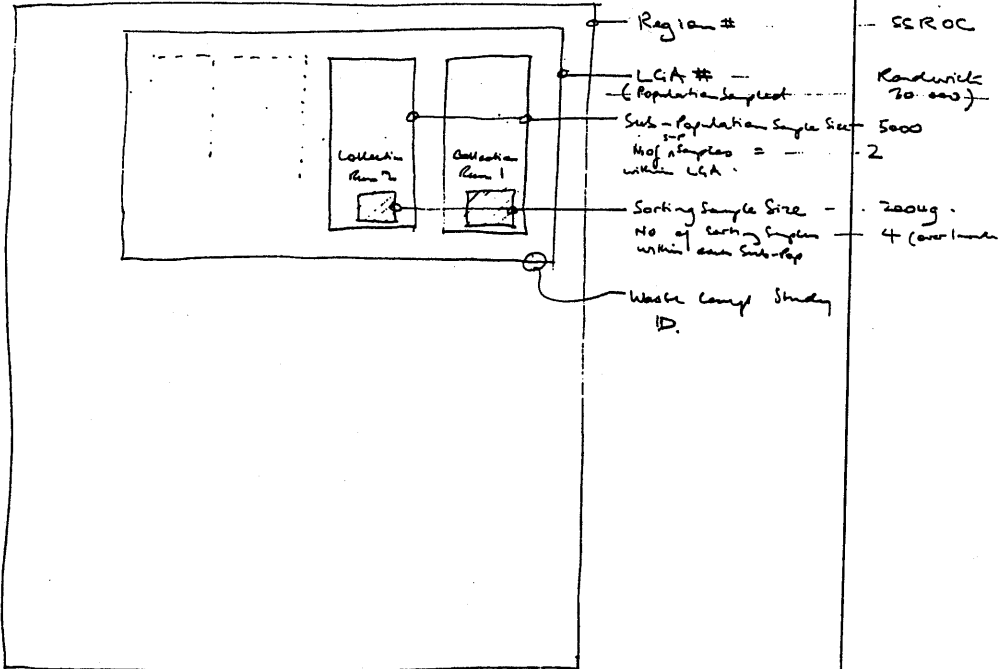 Region # -- SSROC
LGA # -- Randwick
(Population Sampled 30 000)
Sub-Population Sample Size - 5000
No of S-P Samples = -- 2
within LGA.
Collection Run 2
Collection Run 1
Sorting Sample Size - 200kg.
No of Sorting Samples - 4 (over 1
within each Sub-Pop
Waste Comp Study
ID.